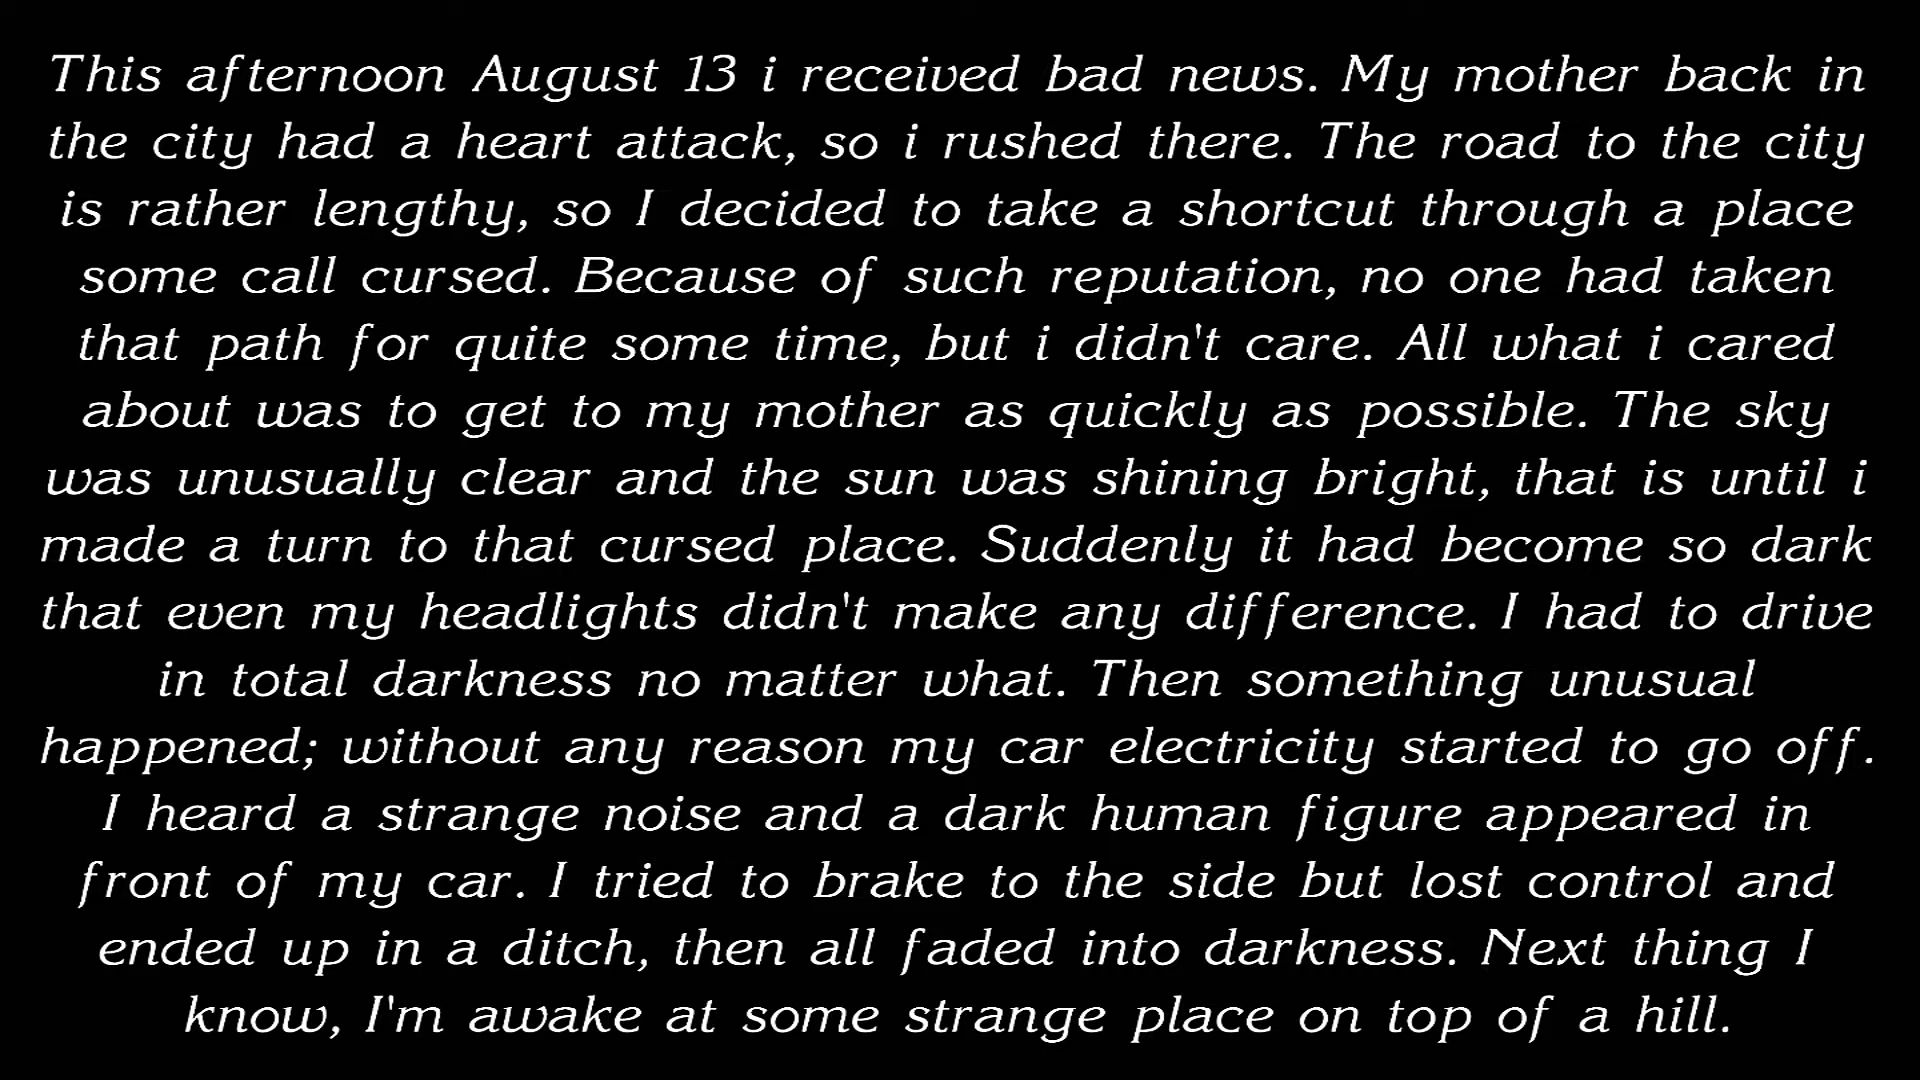 This afternoon August 13 i received bad news. My mother back in
the city had a heart attack, so i rushed there. The road to the city
is rather lengthy, so I decided to take a shortcut through a place
some call cursed. Because of such reputation, no one had taken
that path for quite some time, but i didn't care. All what i cared
about was to get to my mother as quickly as possible. The sky
was unusually clear and the sun was shining bright, that is until i
made a turn to that cursed place. Suddenly it had become so dark
that even my headlights didn't make any difference. I had to drive
in total darkness no matter what. Then something unusual
happened; without any reason my car electricity started to go off.
I heard a strange noise and a dark human figure appeared in
front of my car. I tried to brake to the side but lost control and
ended up in a ditch, then all faded into darkness. Next thing I
know, I'm awake at some strange place on top of a hill.